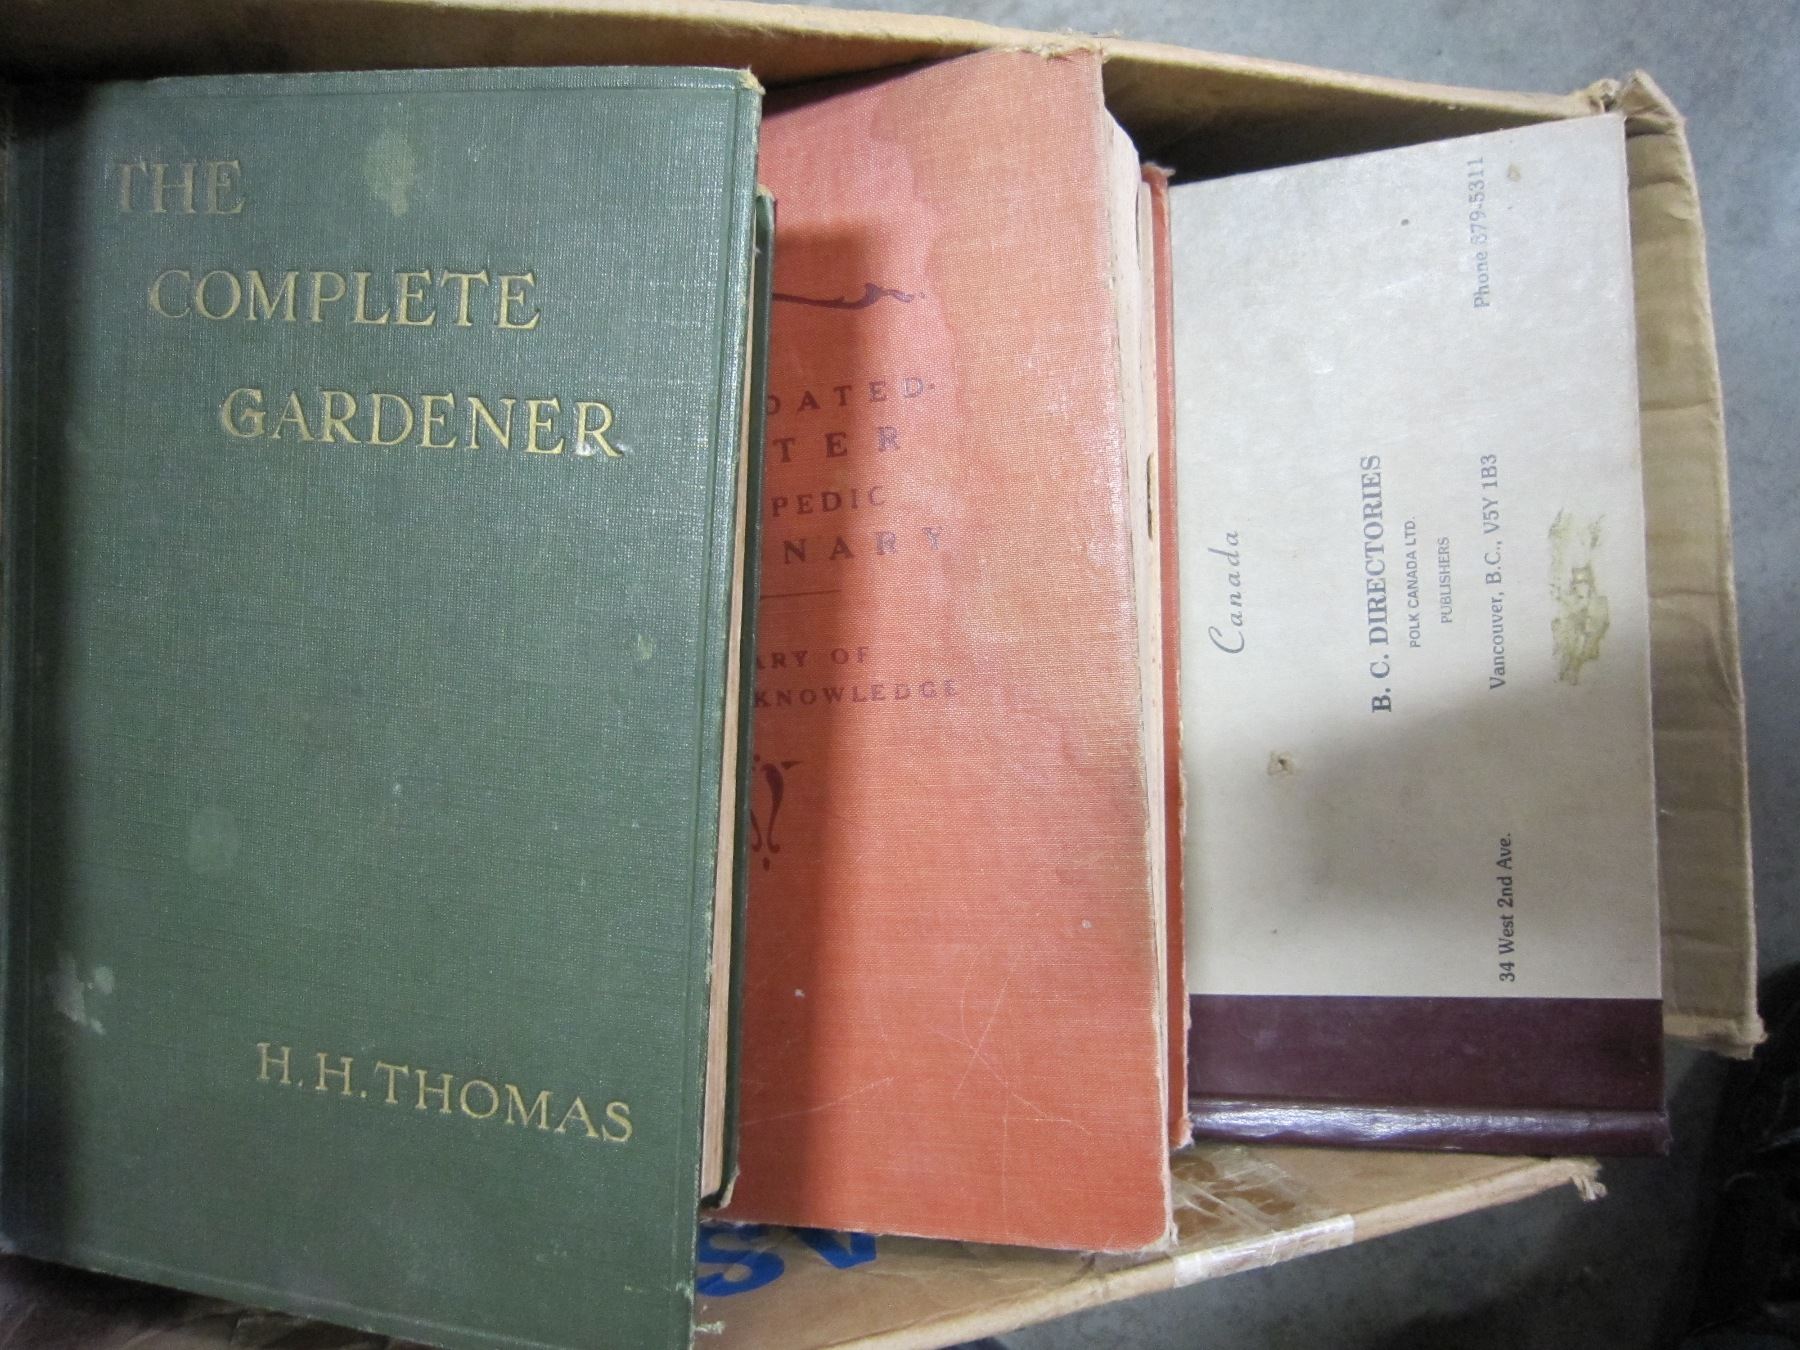 THE
COMPLETE
GARDENER
H. H. THOMAS
DATED
TER
PEDIC
NARY
ARY OF
KNOWLEDGE
Canada
B. C. DIRECTORIES
POLK CANADA LTD.
PUBLISHERS
34 West 2nd Ave. Vancouver, B.C., V5Y 1B3 Phone 879-5311